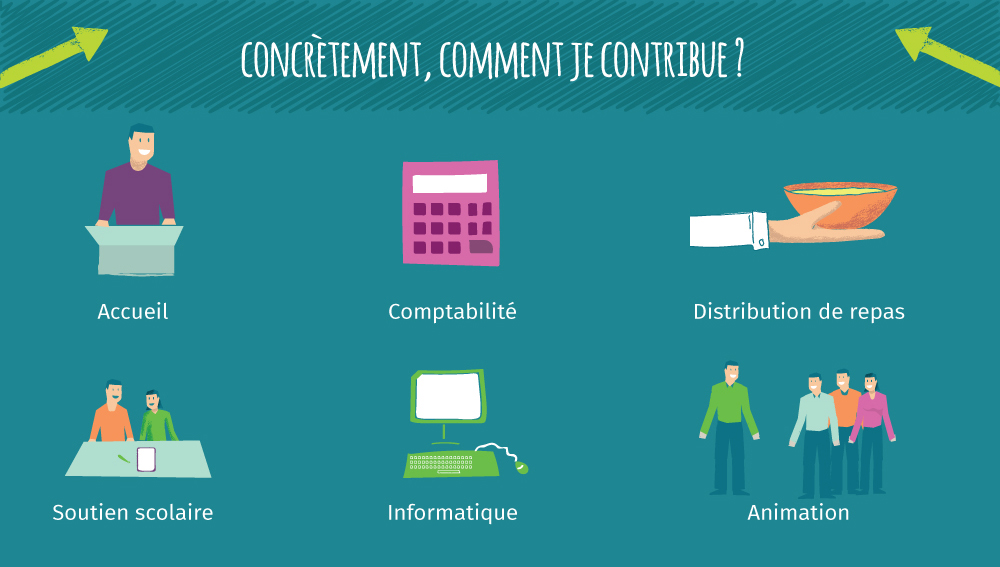 CONCRÈTEMENT, COMMENT JE CONTRIBUE ?
Accueil
Comptabilité
Distribution de repas
Soutien scolaire
Informatique
Animation